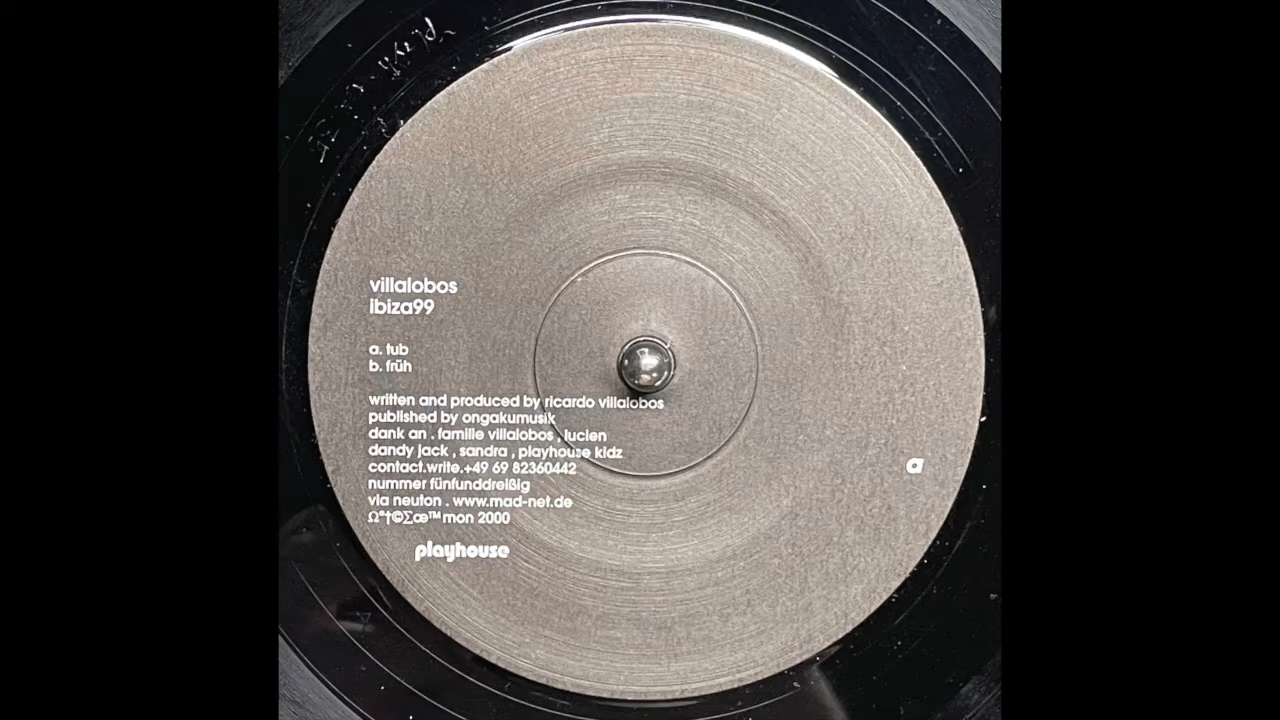 villalobos
ibiza99
a. tub
b. früh
written and produced by ricardo villalobos
published by ongakumusik
dank an . familie villalobos , lucien
dandy jack , sandra , playhouse kidz
contact.write.+49 69 82360442
nummer fünfunddreißig
via neuton . www.mad-net.de
Ωª†©∑œ™mon 2000
playhouse
a